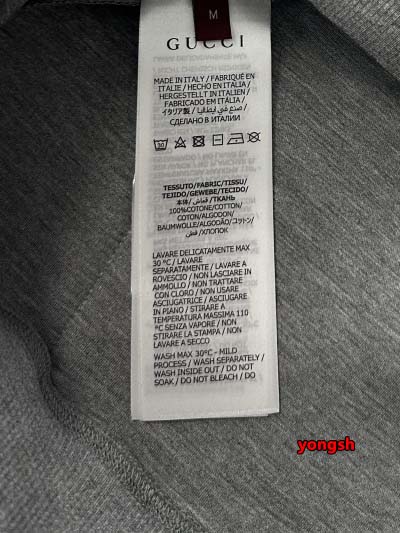 M
GUCCI
MADE IN ITALY / FABRIQUÉ EN
ITALIE / HECHO EN ITALIA /
HERGESTELLT IN ITALIEN /
FABRICADO EM ITÁLIA /
イタリア製 / صنع في ايطاليا /
СДЕЛАНО В ИТАЛИИ
30
TESSUTO/FABRIC/TISSU/
TEJIDO/GEWEBE/TECIDO/
本体/ قماش /ТКАНЬ
100%COTONE/COTTON/
COTON/ALGODON/
BAUMWOLLE/ALGODÃO/コットン/
قطن /ХЛОПОК
LAVARE DELICATAMENTE MAX
30 °C / LAVARE
SEPARATAMENTE / LAVARE A
ROVESCIO / NON LASCIARE IN
AMMOLLO / NON TRATTARE
CON CLORO / NON USARE
ASCIUGATRICE / ASCIUGARE
IN PIANO / STIRARE A
TEMPERATURA MASSIMA 110
°C SENZA VAPORE / NON
STIRARE LA STAMPA / NON
LAVARE A SECCO
WASH MAX 30°C - MILD
PROCESS / WASH SEPARATELY /
WASH INSIDE OUT / DO NOT
SOAK / DO NOT BLEACH / DO
yongsh